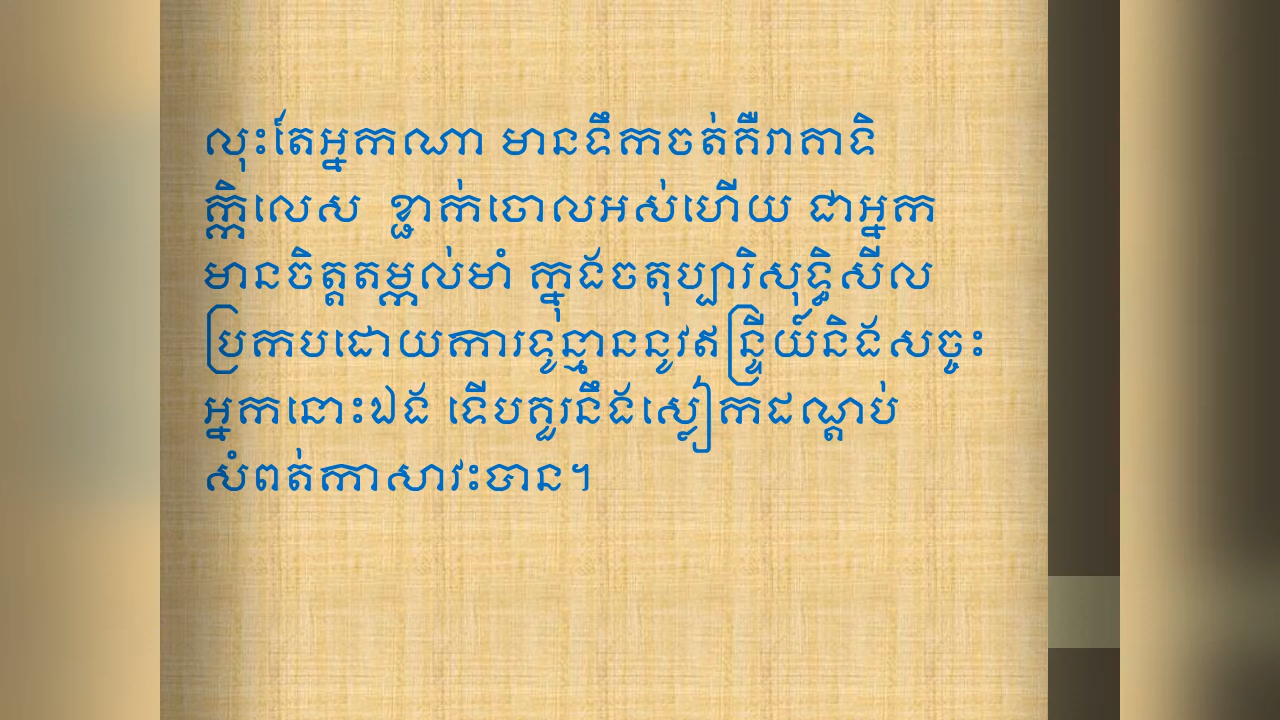 លុះតែអ្នកណា មានទឹកចត់គឺរាគាទិ
ក្កិលេស ខ្ជាក់ចោលអស់ហើយ ជាអ្នក
មានចិត្តតម្កល់មាំ ក្នុងចតុប្បារិសុទ្ធិសីល
ប្រកបដោយការទូន្មាននូវឥន្ទ្រីយ៍និងសច្ចះ
អ្នកនោះឯង ទើបគួរនឹងស្លៀកដណ្តប់
សំពត់កាសាវះបាន។